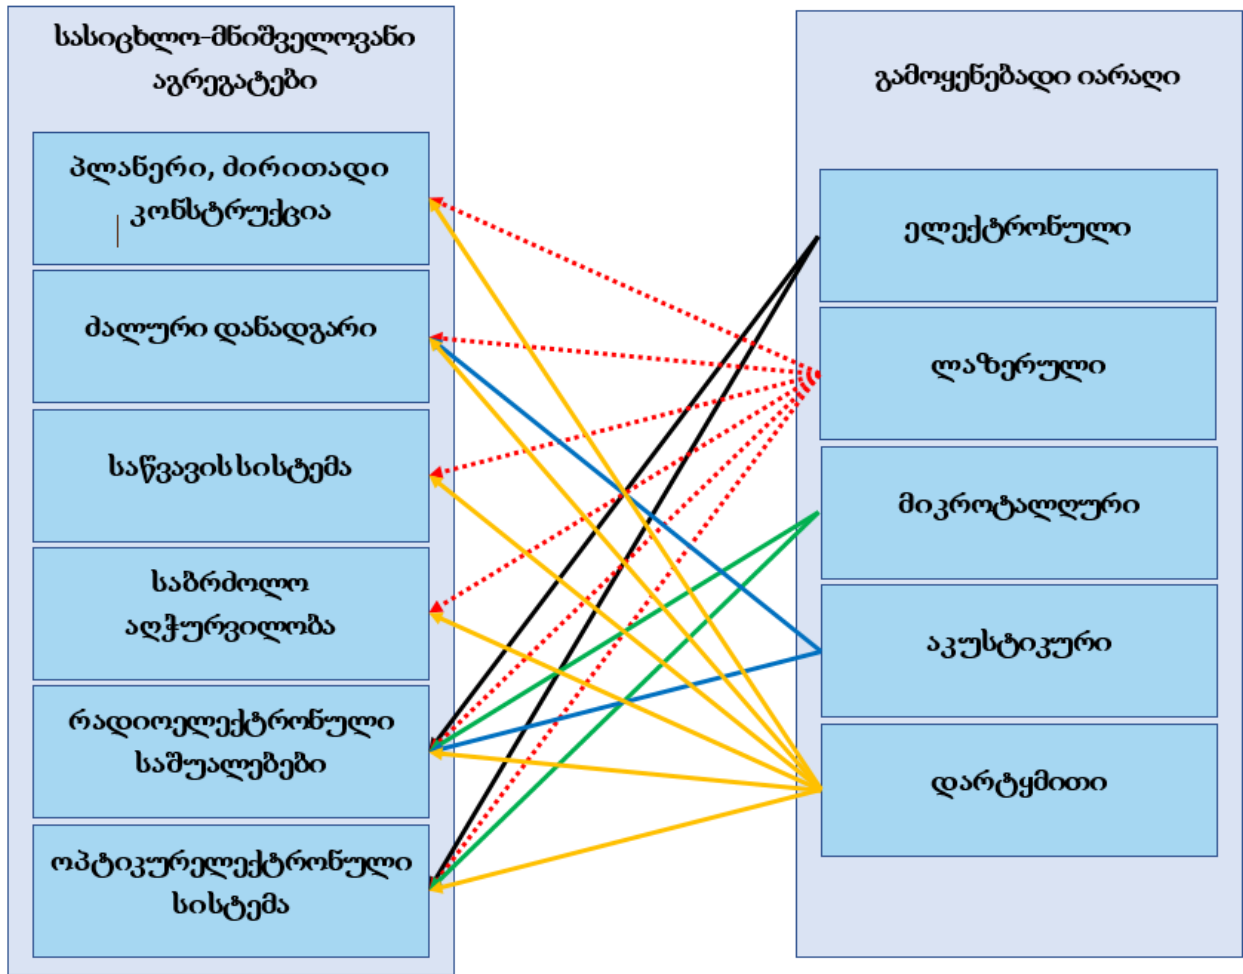 სასიცხლო-მნიშველოვანი
აგრეგატები
პლანერი, ძირითადი
კონსტრუქცია
ძალური დანადგარი
საწვავის სისტემა
საბრძოლო
აღჭურვილობა
რადიოელექტრონული
საშუალებები
ოპტიკურელექტრონული
სისტემა
გამოყენებადი იარაღი
ელექტრონული
ლაზერული
მიკროტალღური
აკუსტიკური
დარტყმითი